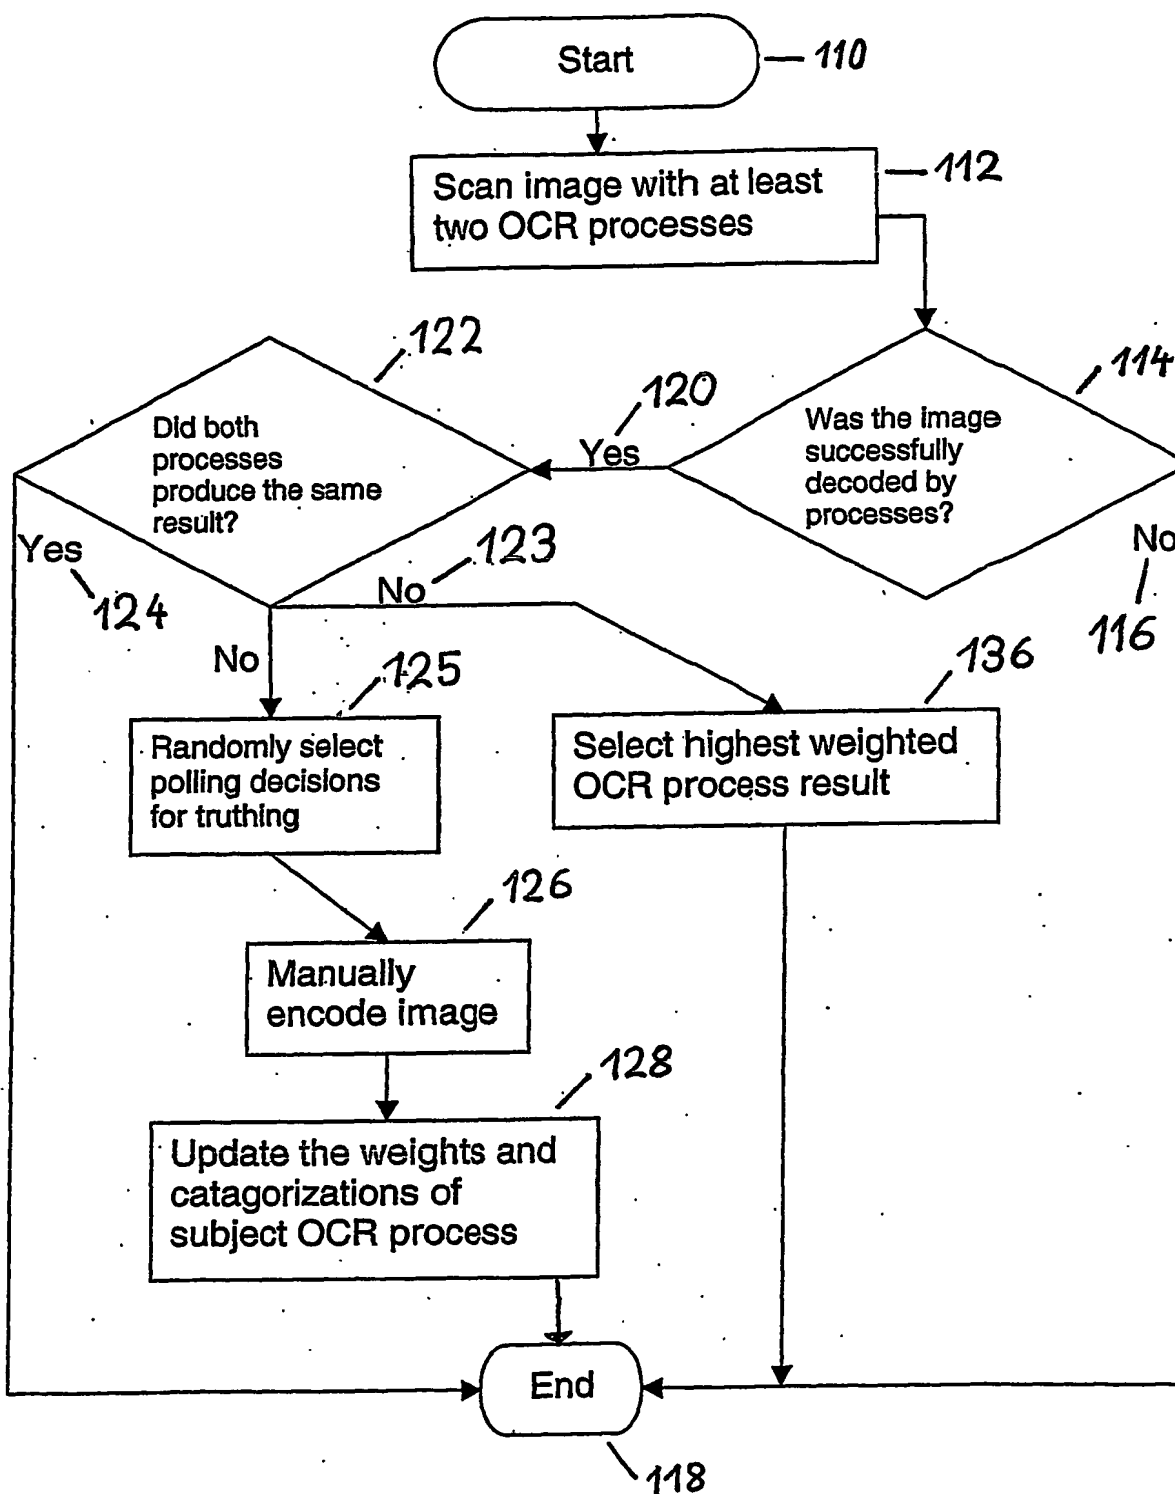 Start
110
Scan image with at least
two OCR processes
112
122
Did both
processes
produce the same
result?
120
Yes
114
Was the image
successfully
decoded by
processes?
No
116
Yes
124
No
123
No
125
Randomly select
polling decisions
for truthing
136
Select highest weighted
OCR process result
126
Manually
encode image
128
Update the weights and
catagorizations of
subject OCR process
End
118